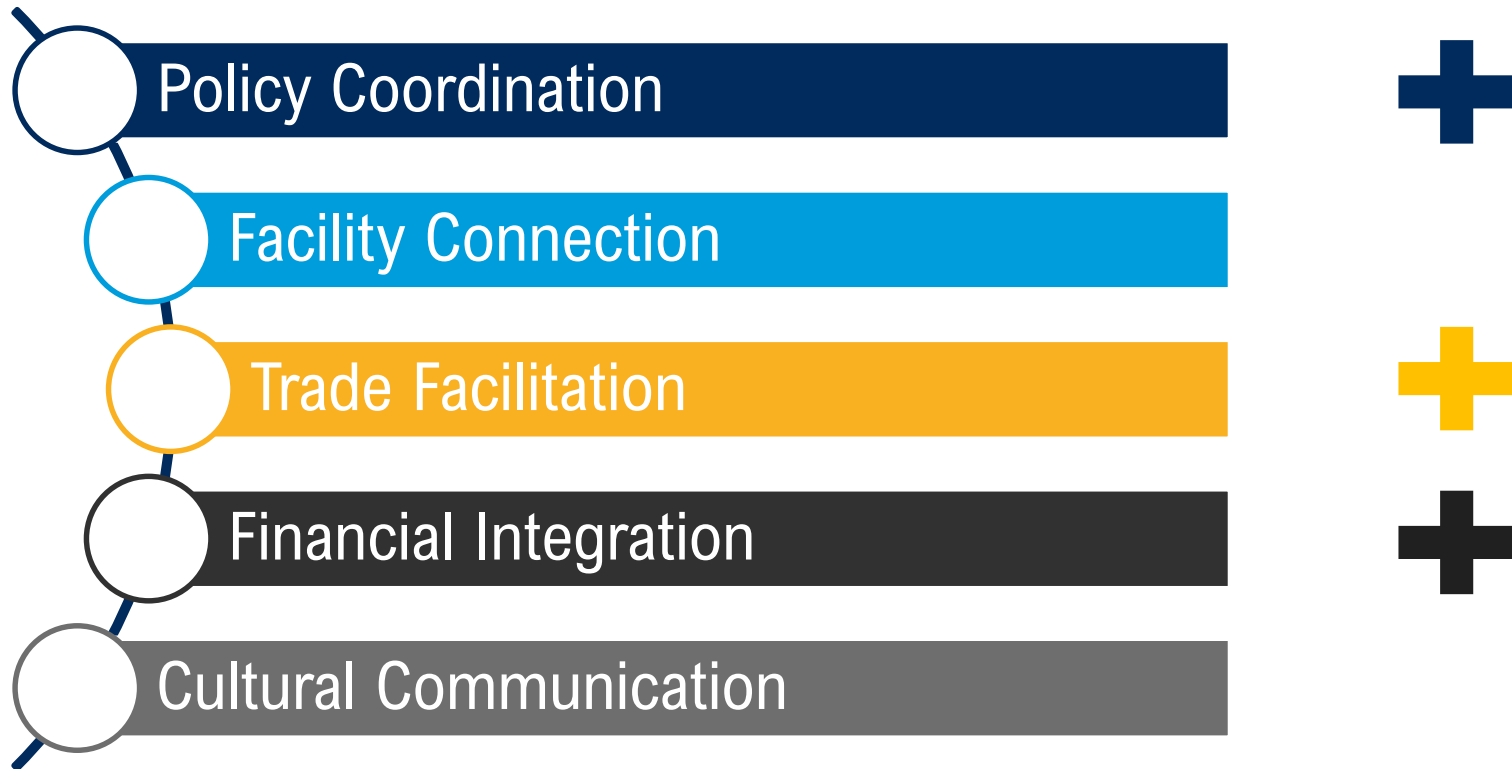 Policy Coordination
Facility Connection
Trade Facilitation
Financial Integration
Cultural Communication